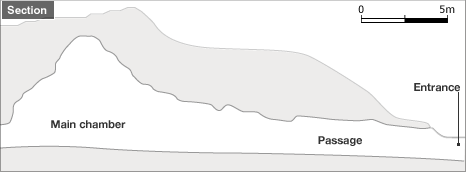 Section
0 5m
Entrance
Main chamber
Passage